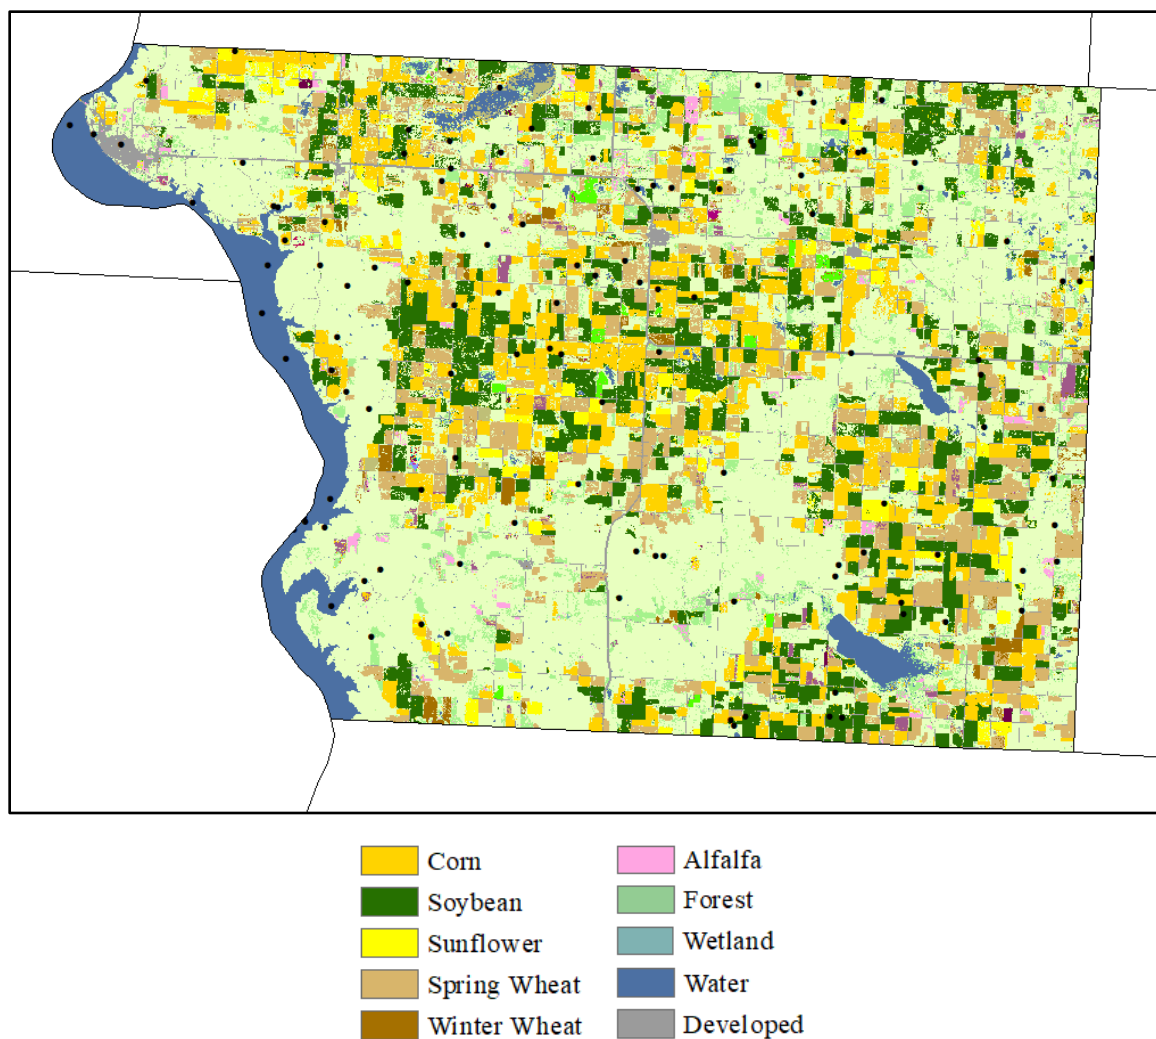 Corn
Soybean
Sunflower
Spring Wheat
Winter Wheat
Alfalfa
Forest
Wetland
Water
Developed